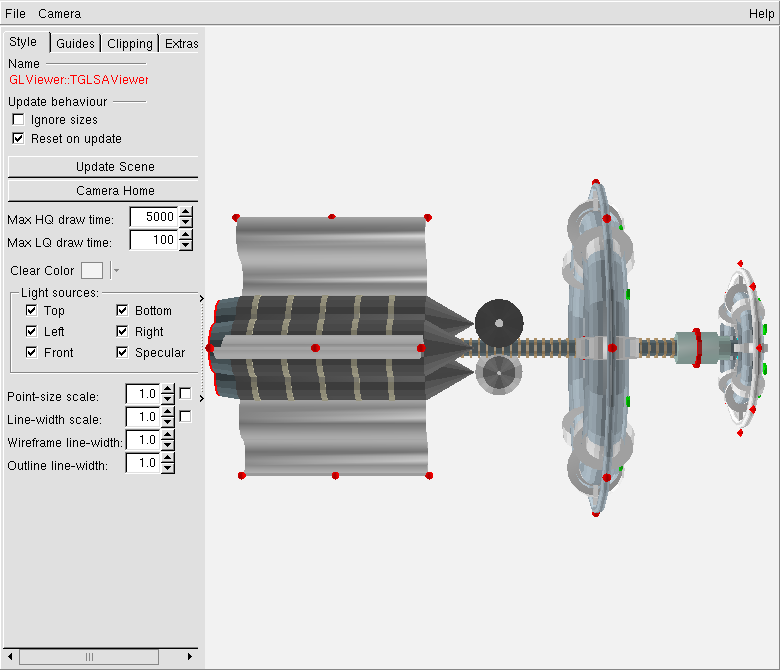 File Camera Help
Style Guides Clipping Extras
Name
GLViewer::TGLSAViewer
Update behaviour
Ignore sizes
Reset on update
Update Scene
Camera Home
Max HQ draw time: 5000
Max LQ draw time: 100
Clear Color
Light sources:
Top Bottom
Left Right
Front Specular
Point-size scale: 1.0
Line-width scale: 1.0
Wireframe line-width: 1.0
Outline line-width: 1.0